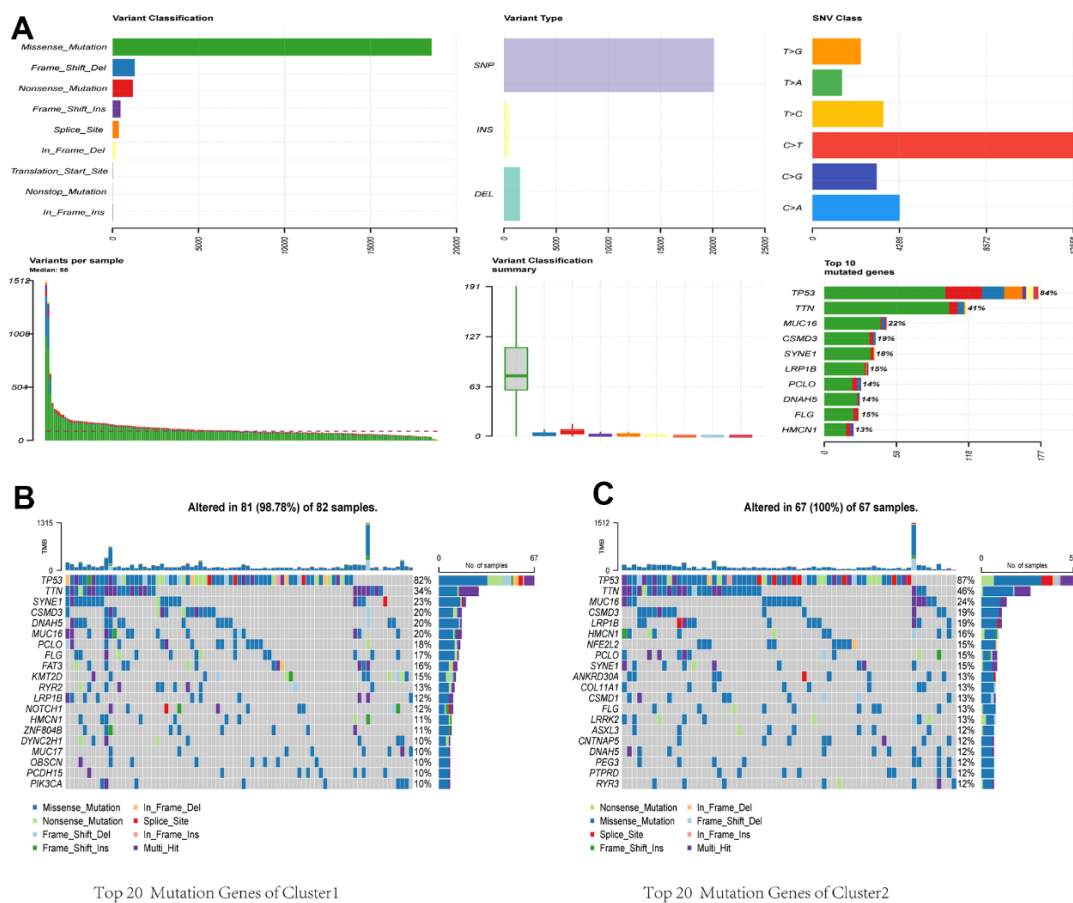 A
Variant Classification
Missense_Mutation
Frame_Shift_Del
Nonsense_Mutation
Frame_Shift_Ins
Splice_Site
In_Frame_Del
Translation_Start_Site
Nonstop_Mutation
In_Frame_Ins
0
5000
10000
15000
20000
Variant Type
SNP
INS
DEL
0
5000
10000
15000
20000
25000
SNV Class
T>G
T>A
T>C
C>T
C>G
C>A
0
4286
8572
Variants per sample
Median: 88
1512
1008
504
0
Variant Classification
summary
191
127
63
0
Top 10
mutated genes
TP53 84%
TTN 41%
MUC16 22%
CSMD3 19%
SYNE1 18%
LRP1B 15%
PCLO 14%
DNAH5 14%
FLG 15%
HMCN1 13%
0
59
118
177
B
Altered in 81 (98.78%) of 82 samples.
1315
TMB
0
0 67
No. of samples
TP53 82%
TTN 34%
SYNE1 23%
CSMD3 20%
DNAH5 20%
MUC16 20%
PCLO 18%
FLG 17%
FAT3 16%
KMT2D 15%
RYR2 13%
LRP1B 12%
NOTCH1 12%
HMCN1 11%
ZNF804B 11%
DYNC2H1 10%
MUC17 10%
OBSCN 10%
PCDH15 10%
PIK3CA 10%
Missense_Mutation
Nonsense_Mutation
Frame_Shift_Del
Frame_Shift_Ins
In_Frame_Del
Splice_Site
In_Frame_Ins
Multi_Hit
Top 20 Mutation Genes of Cluster1
C
Altered in 67 (100%) of 67 samples.
1512
TMB
0
0 5
No. of samples
TP53 87%
TTN 46%
MUC16 24%
CSMD3 19%
LRP1B 19%
HMCN1 16%
NFE2L2 15%
PCLO 15%
SYNE1 15%
ANKRD30A 13%
COL11A1 13%
CSMD1 13%
FLG 13%
LRRK2 13%
ASXL3 12%
CNTNAP5 12%
DNAH5 12%
PEG3 12%
PTPRD 12%
RYR3 12%
Nonsense_Mutation
Missense_Mutation
Splice_Site
Frame_Shift_Ins
In_Frame_Del
Frame_Shift_Del
In_Frame_Ins
Multi_Hit
Top 20 Mutation Genes of Cluster2